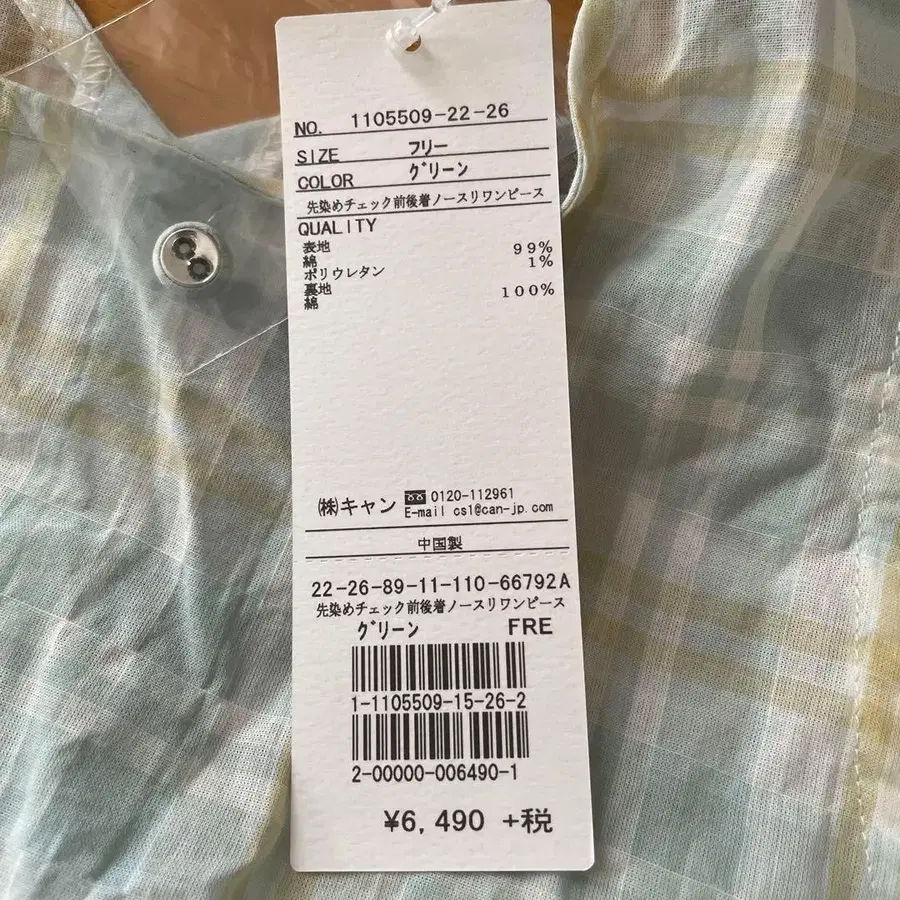 NO. 1105509-22-26
SIZE フリー
COLOR グリーン
先染めチェック前後着ノースリワンピース
QUALITY
表地 99%
綿 1%
ポリウレタン
裏地 100%
綿
㈱キャン 0120-112961
E-mail cs1@can-jp.com
中国製
22-26-89-11-110-66792A
先染めチェック前後着ノースリワンピース
グリーン FRE
1-1105509-15-26-2
2-00000-006490-1
¥6,490 +税